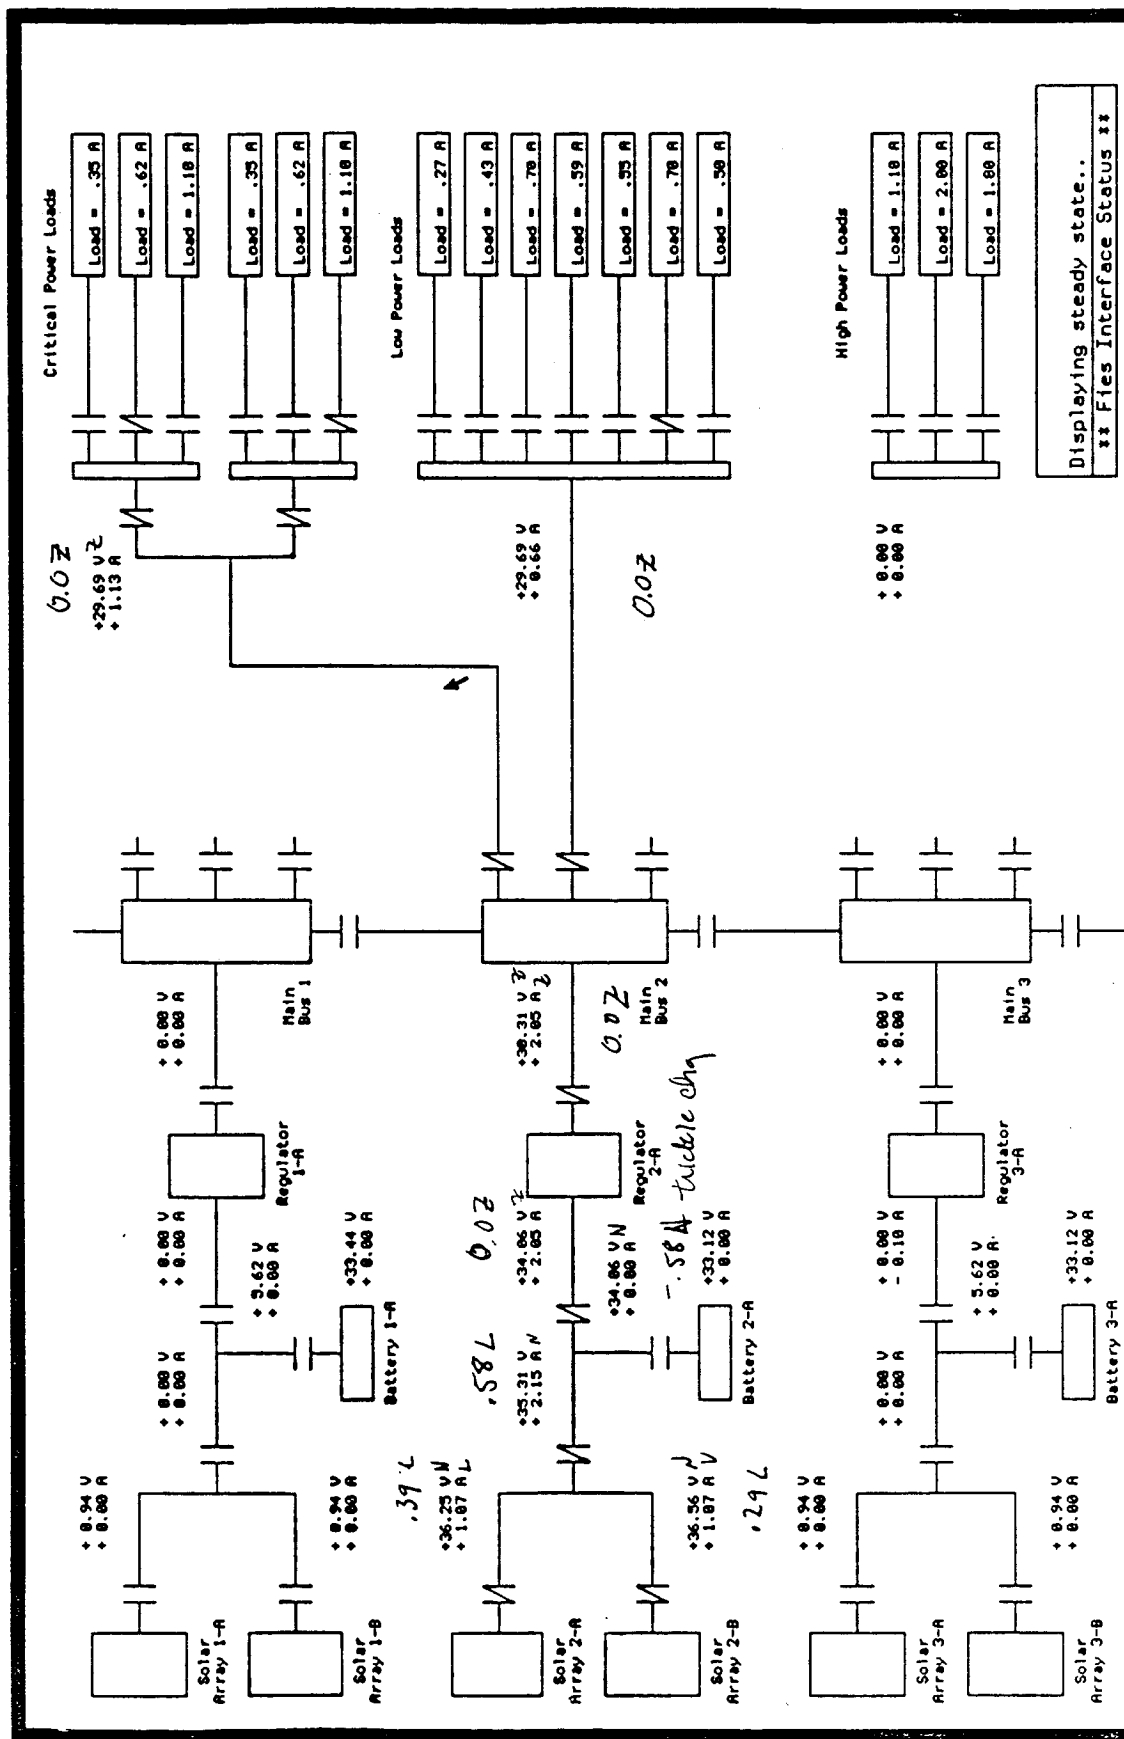 Critical Power Loads
Load = .35 A
Load = .62 A
Load = 1.10 A
Load = .35 A
Load = .62 A
Load = 1.10 A
0.0 Z
+29.69 V Z
+ 1.13 A
Low Power Loads
Load = .27 A
Load = .43 A
Load = .70 A
Load = .59 A
Load = .55 A
Load = .70 A
Load = .50 A
+29.69 V
+ 0.66 A
0.0Z
High Power Loads
Load = 1.10 A
Load = 2.00 A
Load = 1.80 A
+ 0.00 V
+ 0.00 A
Displaying steady state..
** Fies Interface Status **
+ 0.94 V
+ 0.00 A
Solar
Array 1-A
+ 0.94 V
+ 0.00 A
Solar
Array 1-B
+ 0.00 V
+ 0.00 A
+ 5.62 V
+ 0.00 A
+33.44 V
+ 0.00 A
Battery 1-A
+ 0.00 V
+ 0.00 A
Regulator
1-A
+ 0.00 V
+ 0.00 A
Main
Bus 1
.39 L
+36.25 V N
+ 1.07 A L
Solar
Array 2-A
+36.56 V N
+ 1.07 A
.29 L
Solar
Array 2-B
.58 L
+35.31 V
+ 2.15 A N
+34.06 V N
+ 0.00 A
-.58 trickle chg
+33.12 V
+ 0.00 A
Battery 2-A
0.0 Z
+34.06 V
+ 2.05 A Z
Regulator
2-A
+30.31 V Z
+ 2.05 A Z
0.0 Z
Main
Bus 2
+ 0.94 V
+ 0.00 A
Solar
Array 3-A
+ 0.94 V
+ 0.00 A
Solar
Array 3-B
+ 0.00 V
+ 0.00 A
+ 5.62 V
+ 0.00 A
+33.12 V
+ 0.00 A
Battery 3-A
+ 0.00 V
- 0.10 A
Regulator
3-A
+ 0.00 V
+ 0.00 A
Main
Bus 3